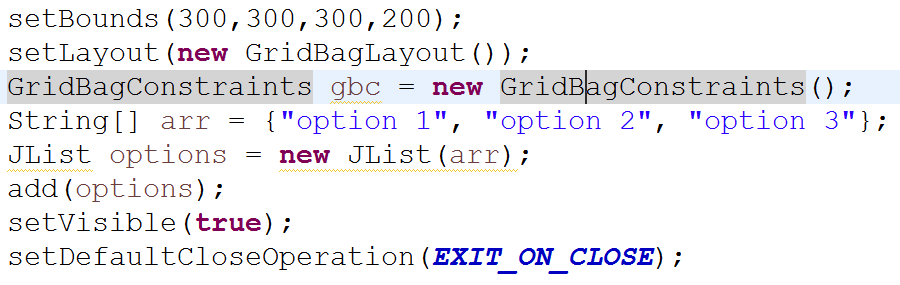 setBounds(300,300,300,200);
setLayout(new GridBagLayout());
GridBagConstraints gbc = new GridBagConstraints();
String[] arr = {"option 1", "option 2", "option 3"};
JList options = new JList(arr);
add(options);
setVisible(true);
setDefaultCloseOperation(EXIT_ON_CLOSE);